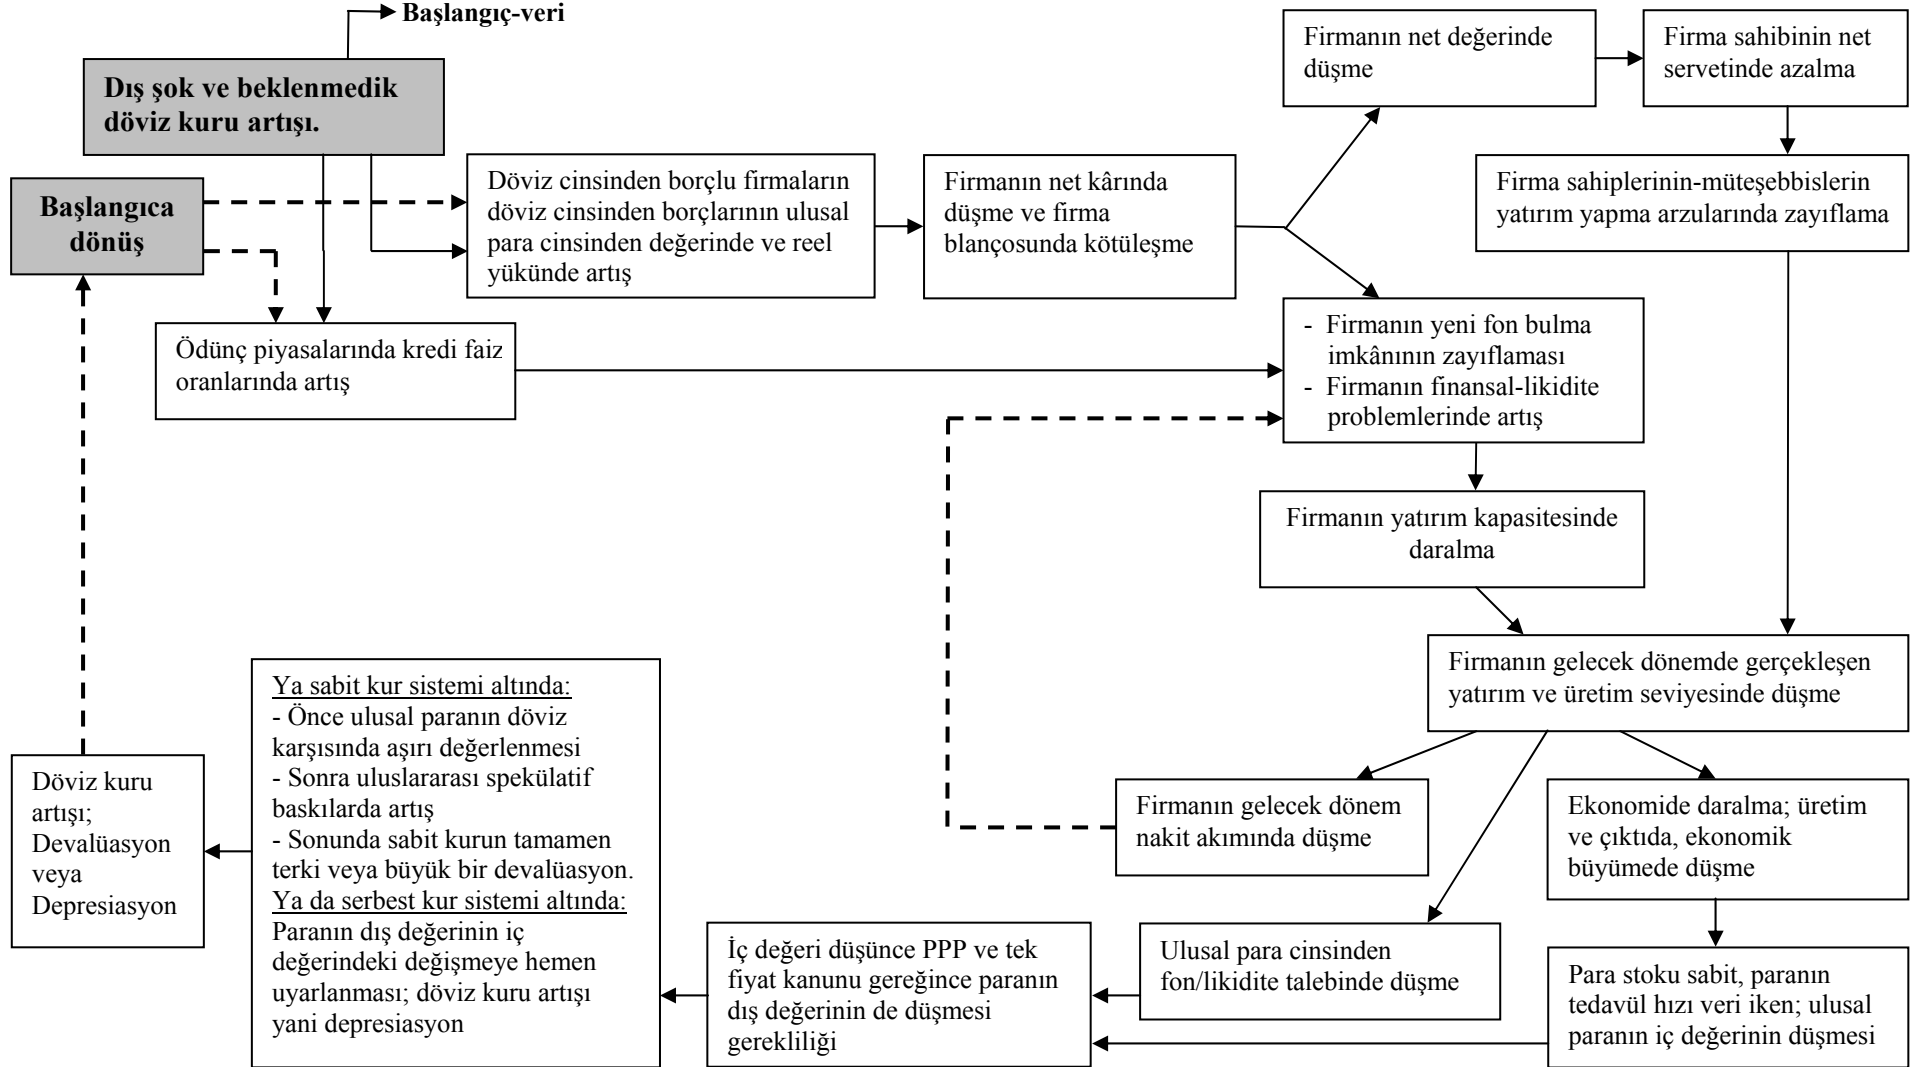 Başlangıç-veri
Dış şok ve beklenmedik
döviz kuru artışı.
Başlangıca
dönüş
Döviz cinsinden borçlu firmaların
döviz cinsinden borçlarının ulusal
para cinsinden değerinde ve reel
yükünde artış
Firmanın net kârında
düşme ve firma
blançosunda kötüleşme
Firmanın net değerinde
düşme
Firma sahibinin net
servetinde azalma
Firma sahiplerinin-müteşebbislerin
yatırım yapma arzularında zayıflama
Ödünç piyasalarında kredi faiz
oranlarında artış
- Firmanın yeni fon bulma
imkânının zayıflaması
- Firmanın finansal-likidite
problemlerinde artış
Firmanın yatırım kapasitesinde
daralma
Firmanın gelecek dönemde gerçekleşen
yatırım ve üretim seviyesinde düşme
Firmanın gelecek dönem
nakit akımında düşme
Ekonomide daralma; üretim
ve çıktıda, ekonomik
büyümede düşme
Ulusal para cinsinden
fon/likidite talebinde düşme
Para stoku sabit, paranın
tedavül hızı veri iken; ulusal
paranın iç değerinin düşmesi
İç değeri düşünce PPP ve tek
fiyat kanunu gereğince paranın
dış değerinin de düşmesi
gerekliliği
Ya sabit kur sistemi altında:
- Önce ulusal paranın döviz
karşısında aşırı değerlenmesi
- Sonra uluslararası spekülatif
baskılarda artış
- Sonunda sabit kurun tamamen
terki veya büyük bir devalüasyon.
Ya da serbest kur sistemi altında:
Paranın dış değerinin iç
değerindeki değişmeye hemen
uyarlanması; döviz kuru artışı
yani depresiasyon
Döviz kuru
artışı;
Devalüasyon
veya
Depresiasyon